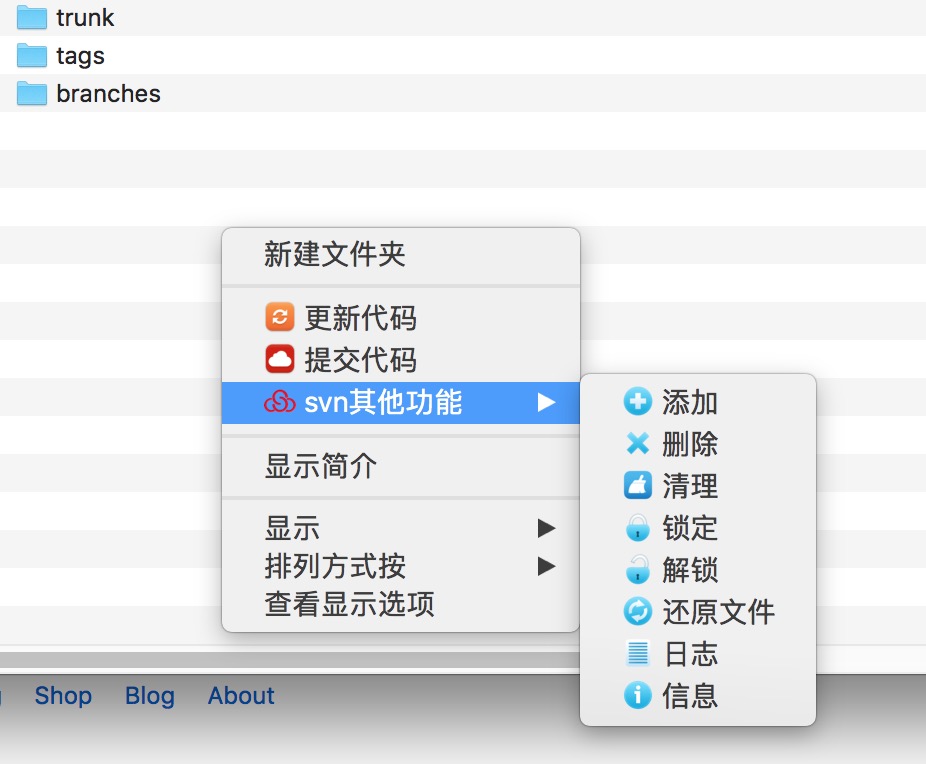 trunk
tags
branches
新建文件夹
更新代码
提交代码
svn其他功能
显示简介
显示
排列方式按
查看显示选项
添加
删除
清理
锁定
解锁
还原文件
日志
信息
Shop Blog About